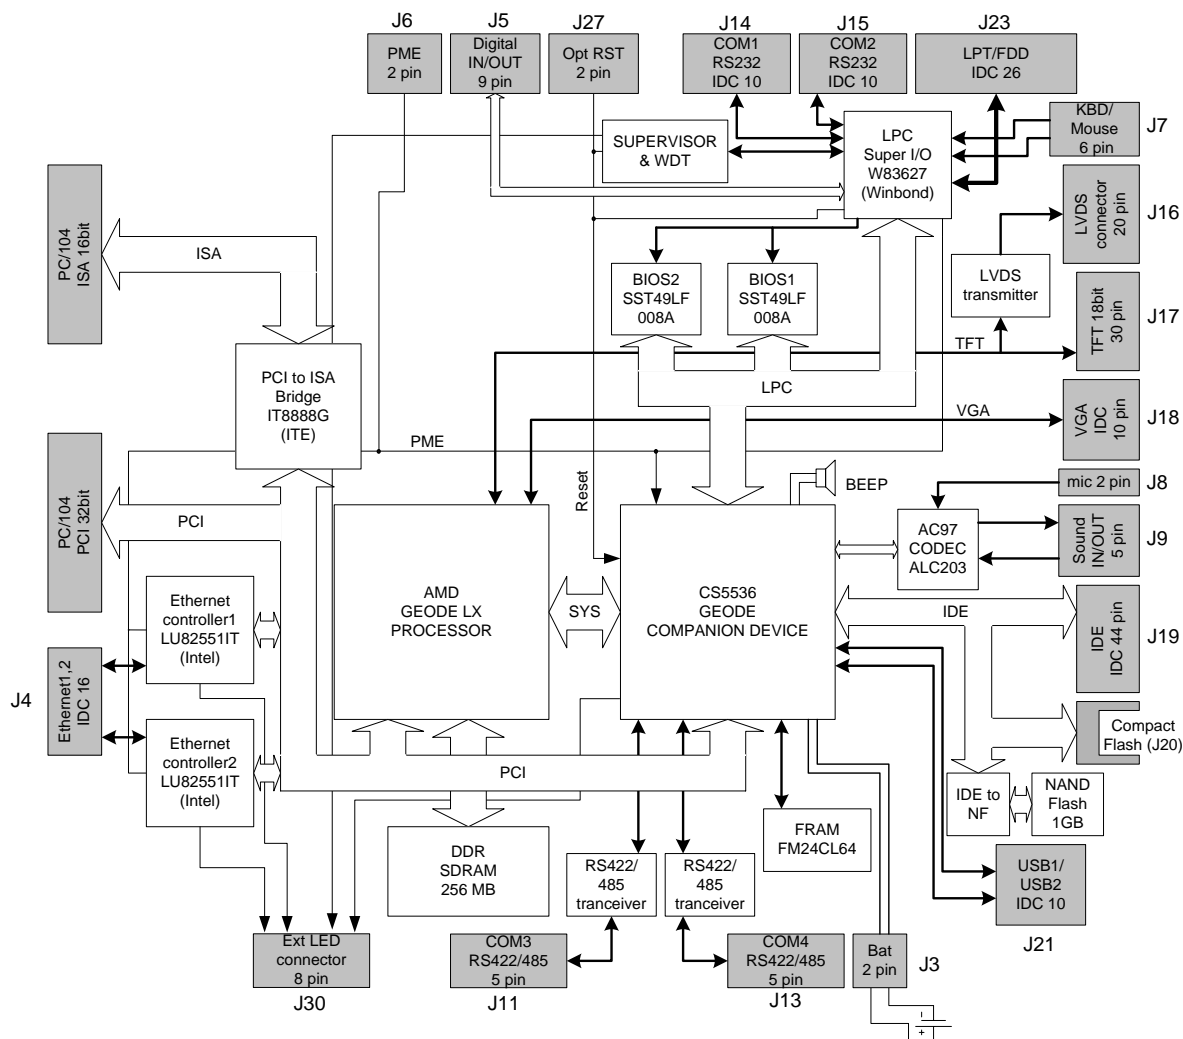 J6
J5
J27
J14
J15
J23
PME
2 pin
Digital
IN/OUT
9 pin
Opt RST
2 pin
COM1
RS232
IDC 10
COM2
RS232
IDC 10
LPT/FDD
IDC 26
KBD/
Mouse
6 pin
J7
SUPERVISOR
& WDT
LPC
Super I/O
W83627
(Winbond)
PC/104
ISA 16bit
ISA
LVDS
connector
20 pin
J16
BIOS2
SST49LF
008A
BIOS1
SST49LF
008A
LVDS
transmitter
TFT 18bit
30 pin
J17
TFT
PCI to ISA
Bridge
IT8888G
(ITE)
LPC
VGA
VGA
IDC
10 pin
J18
PME
PC/104
PCI 32bit
PCI
Reset
BEEP
mic 2 pin
J8
AC97
CODEC
ALC203
Sound
IN/OUT
5 pin
J9
AMD
GEODE LX
PROCESSOR
SYS
CS5536
GEODE
COMPANION DEVICE
IDE
IDE
IDC 44 pin
J19
Ethernet
controller1
LU82551IT
(Intel)
J4
Ethernet1,2
IDC 16
Ethernet
controller2
LU82551IT
(Intel)
PCI
Compact
Flash (J20)
IDE to
NF
NAND
Flash
1GB
DDR
SDRAM
256 MB
FRAM
FM24CL64
RS422/
485
tranceiver
RS422/
485
tranceiver
USB1/
USB2
IDC 10
J21
Ext LED
connector
8 pin
J30
COM3
RS422/485
5 pin
J11
COM4
RS422/485
5 pin
J13
Bat
2 pin
J3
-
+